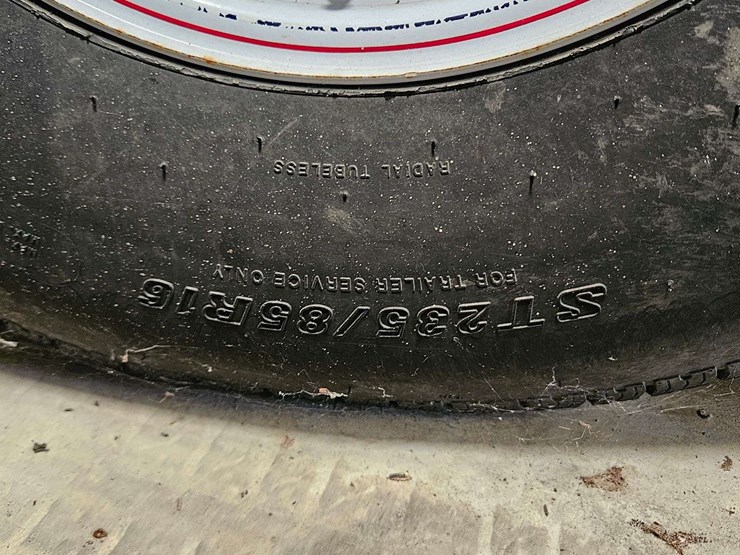 ST235/85R16
FOR TRAILER SERVICE ONLY
RADIAL TUBELESS